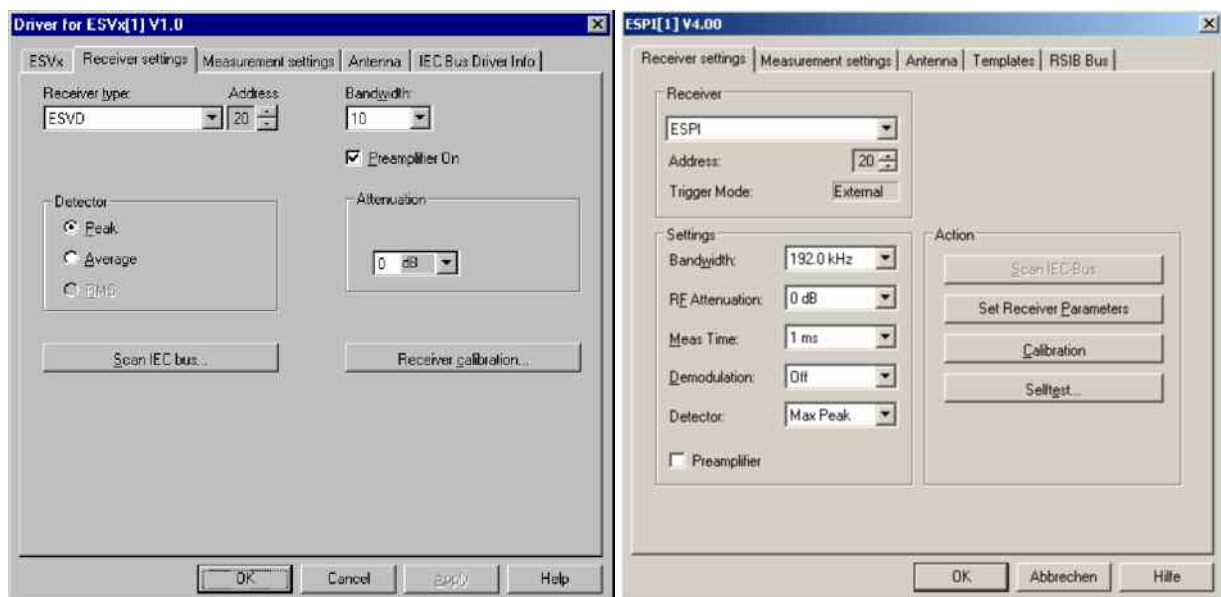 Driver for ESVx[1] V1.0
ESVx
Receiver settings
Measurement settings
Antenna
IEC Bus Driver Info
Receiver type:
Address
Bandwidth:
ESVD
20
10
Preamplifier On
Detector
Peak
Average
RMS
Attenuation
0 dB
Scan IEC bus...
Receiver calibration...
OK
Cancel
Apply
Help
ESPI[1] V4.00
Receiver settings
Measurement settings
Antenna
Templates
RSIB Bus
Receiver
ESPI
Address:
20
Trigger Mode:
External
Settings
Bandwidth:
192.0 kHz
RF Attenuation:
0 dB
Meas Time:
1 ms
Demodulation:
Off
Detector:
Max Peak
Preamplifier
Action
Scan IEC-Bus
Set Receiver Parameters
Calibration
Selftest...
OK
Abbrechen
Hilfe